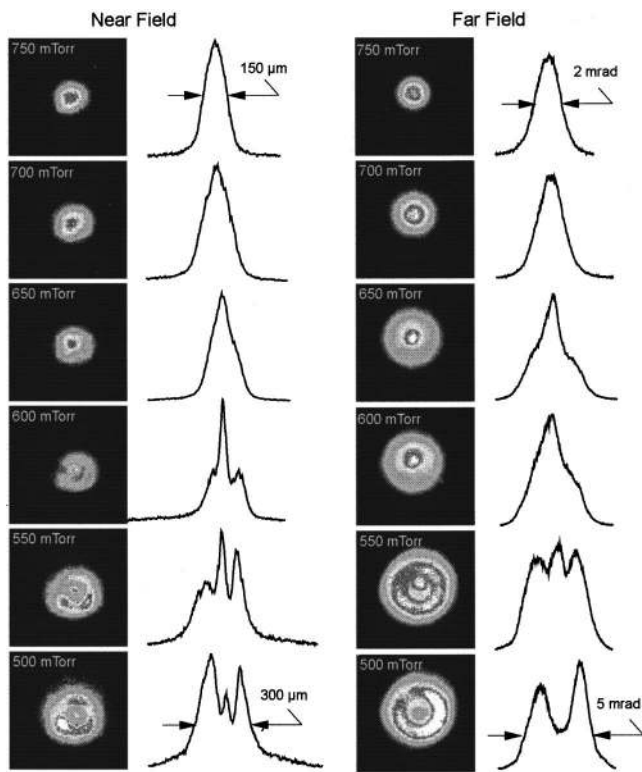 Near Field
Far Field
750 mTorr
150 µm
750 mTorr
2 mrad
700 mTorr
700 mTorr
650 mTorr
650 mTorr
600 mTorr
600 mTorr
550 mTorr
550 mTorr
500 mTorr
300 µm
500 mTorr
5 mrad